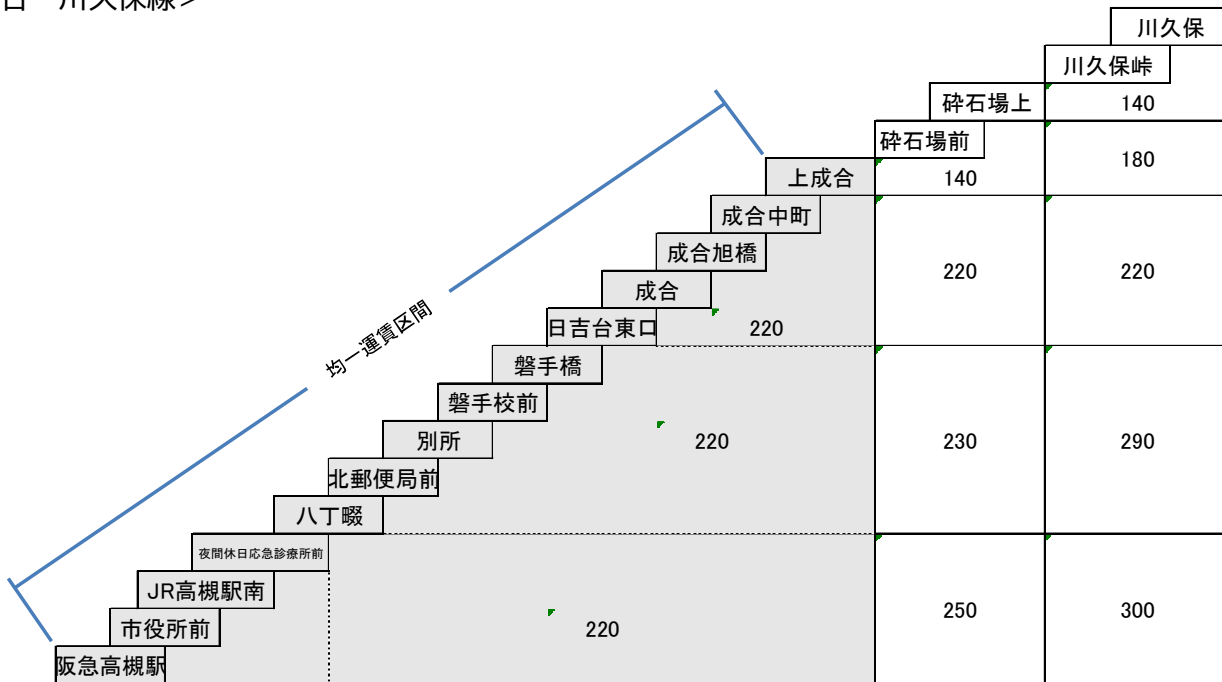 川久保線>
川久保
川久保峠
砕石場上
140
砕石場前
180
上成合
140
成合中町
成合旭橋
220
220
成合
均一運賃区間
日吉台東口
220
磐手橋
磐手校前
別所
220
230
290
北郵便局前
八丁畷
夜間休日応急診療所前
JR高槻駅南
250
300
市役所前
220
阪急高槻駅